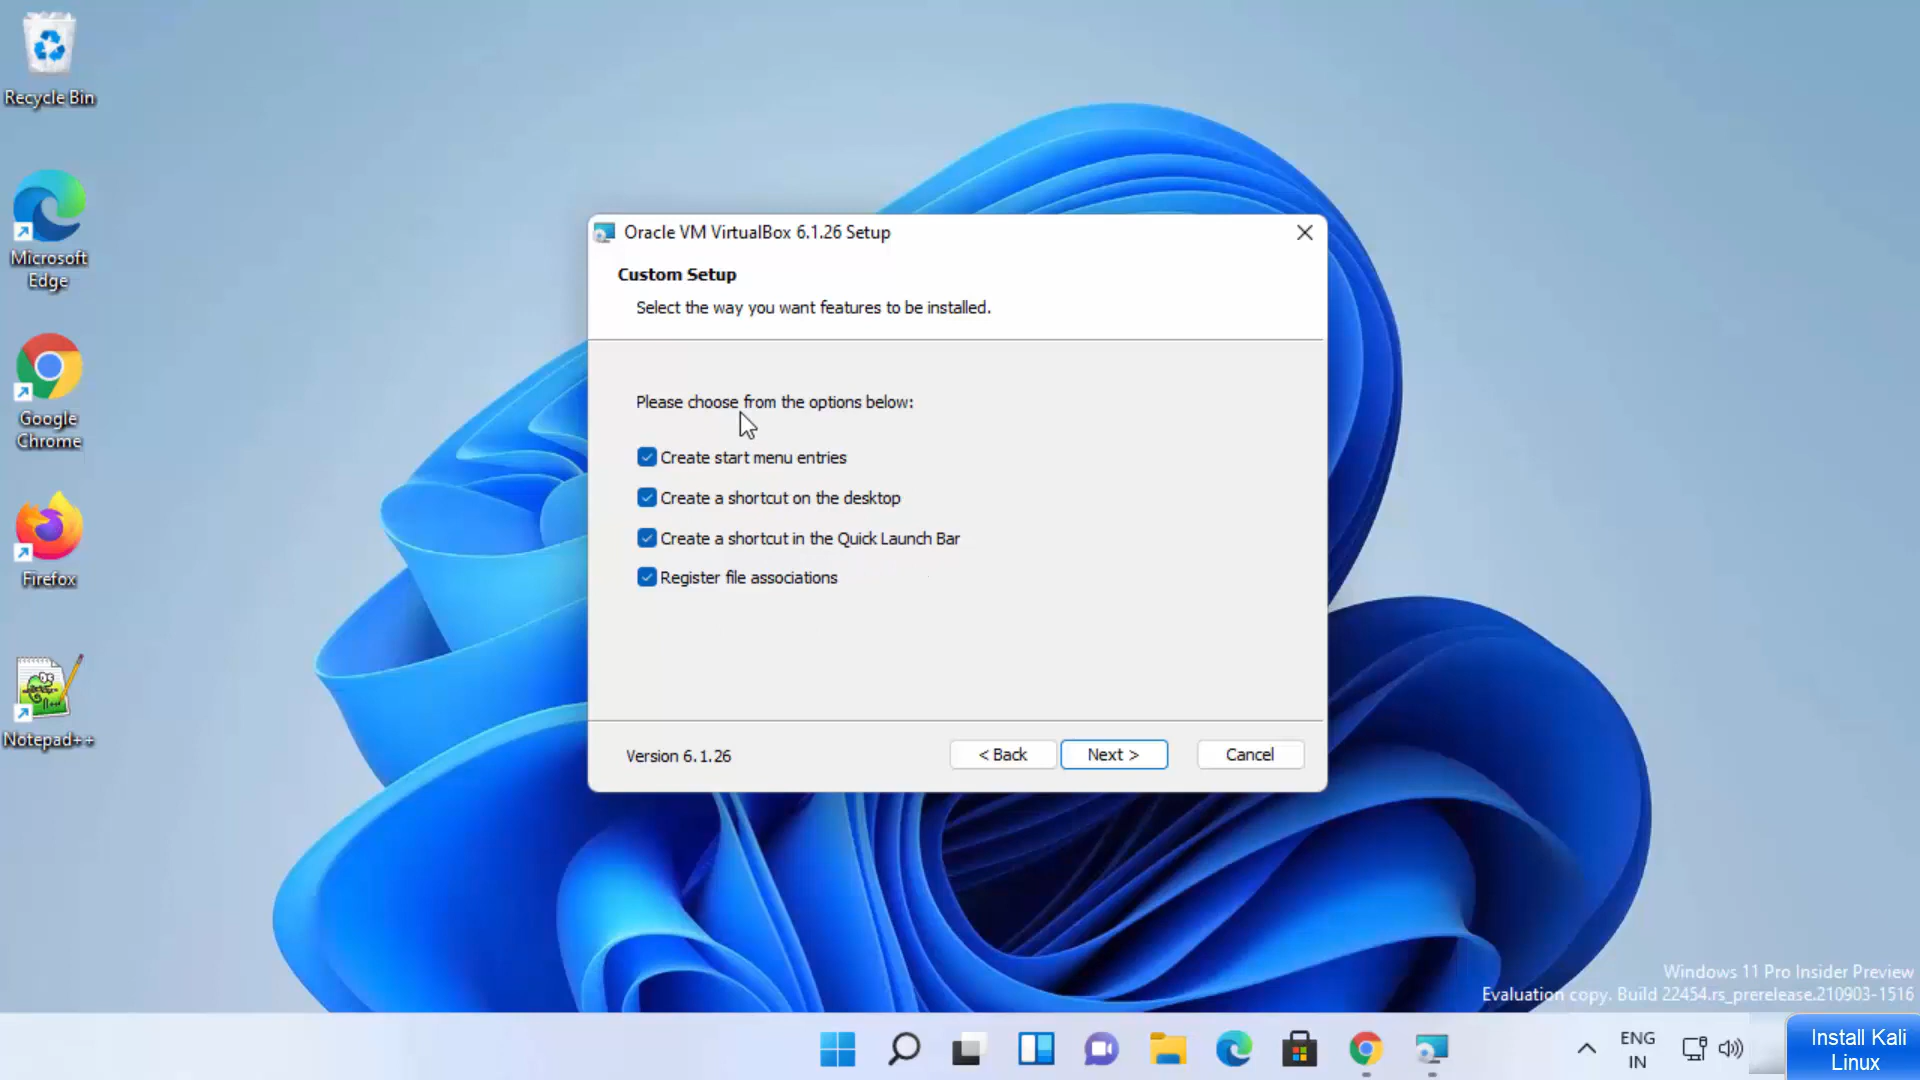 Recycle Bin
Microsoft
Edge
Google
Chrome
Firefox
Notepad++
Oracle VM VirtualBox 6.1.26 Setup
Custom Setup
Select the way you want features to be installed.
Please choose from the options below:
Create start menu entries
Create a shortcut on the desktop
Create a shortcut in the Quick Launch Bar
Register file associations
Version 6.1.26
< Back
Next >
Cancel
Windows 11 Pro Insider Preview
Evaluation copy. Build 22454.rs_prerelease.210903-1516
ENG
IN
Install Kali
Linux